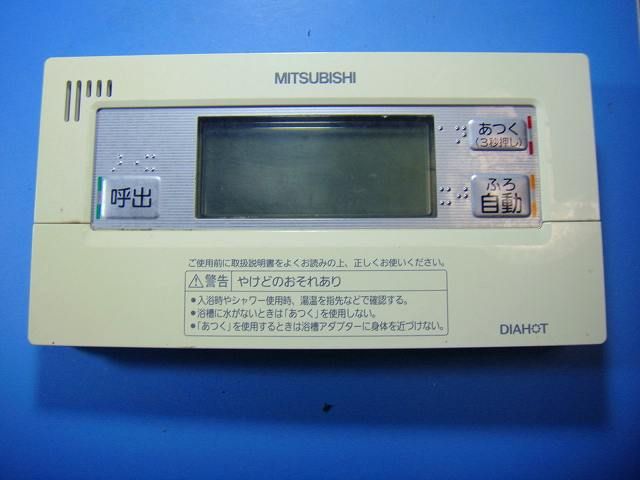 MITSUBISHI
あつく
(3秒押し)
呼出
ふろ
自動
ご使用前に取扱説明書をよくお読みの上、正しくお使いください。
警告 やけどのおそれあり
●入浴時やシャワー使用時、湯温を指先などで確認する。
●浴槽に水がないときは「あつく」を使用しない。
●「あつく」を使用するときは浴槽アダプターに身体を近づけない。
DIAHOT